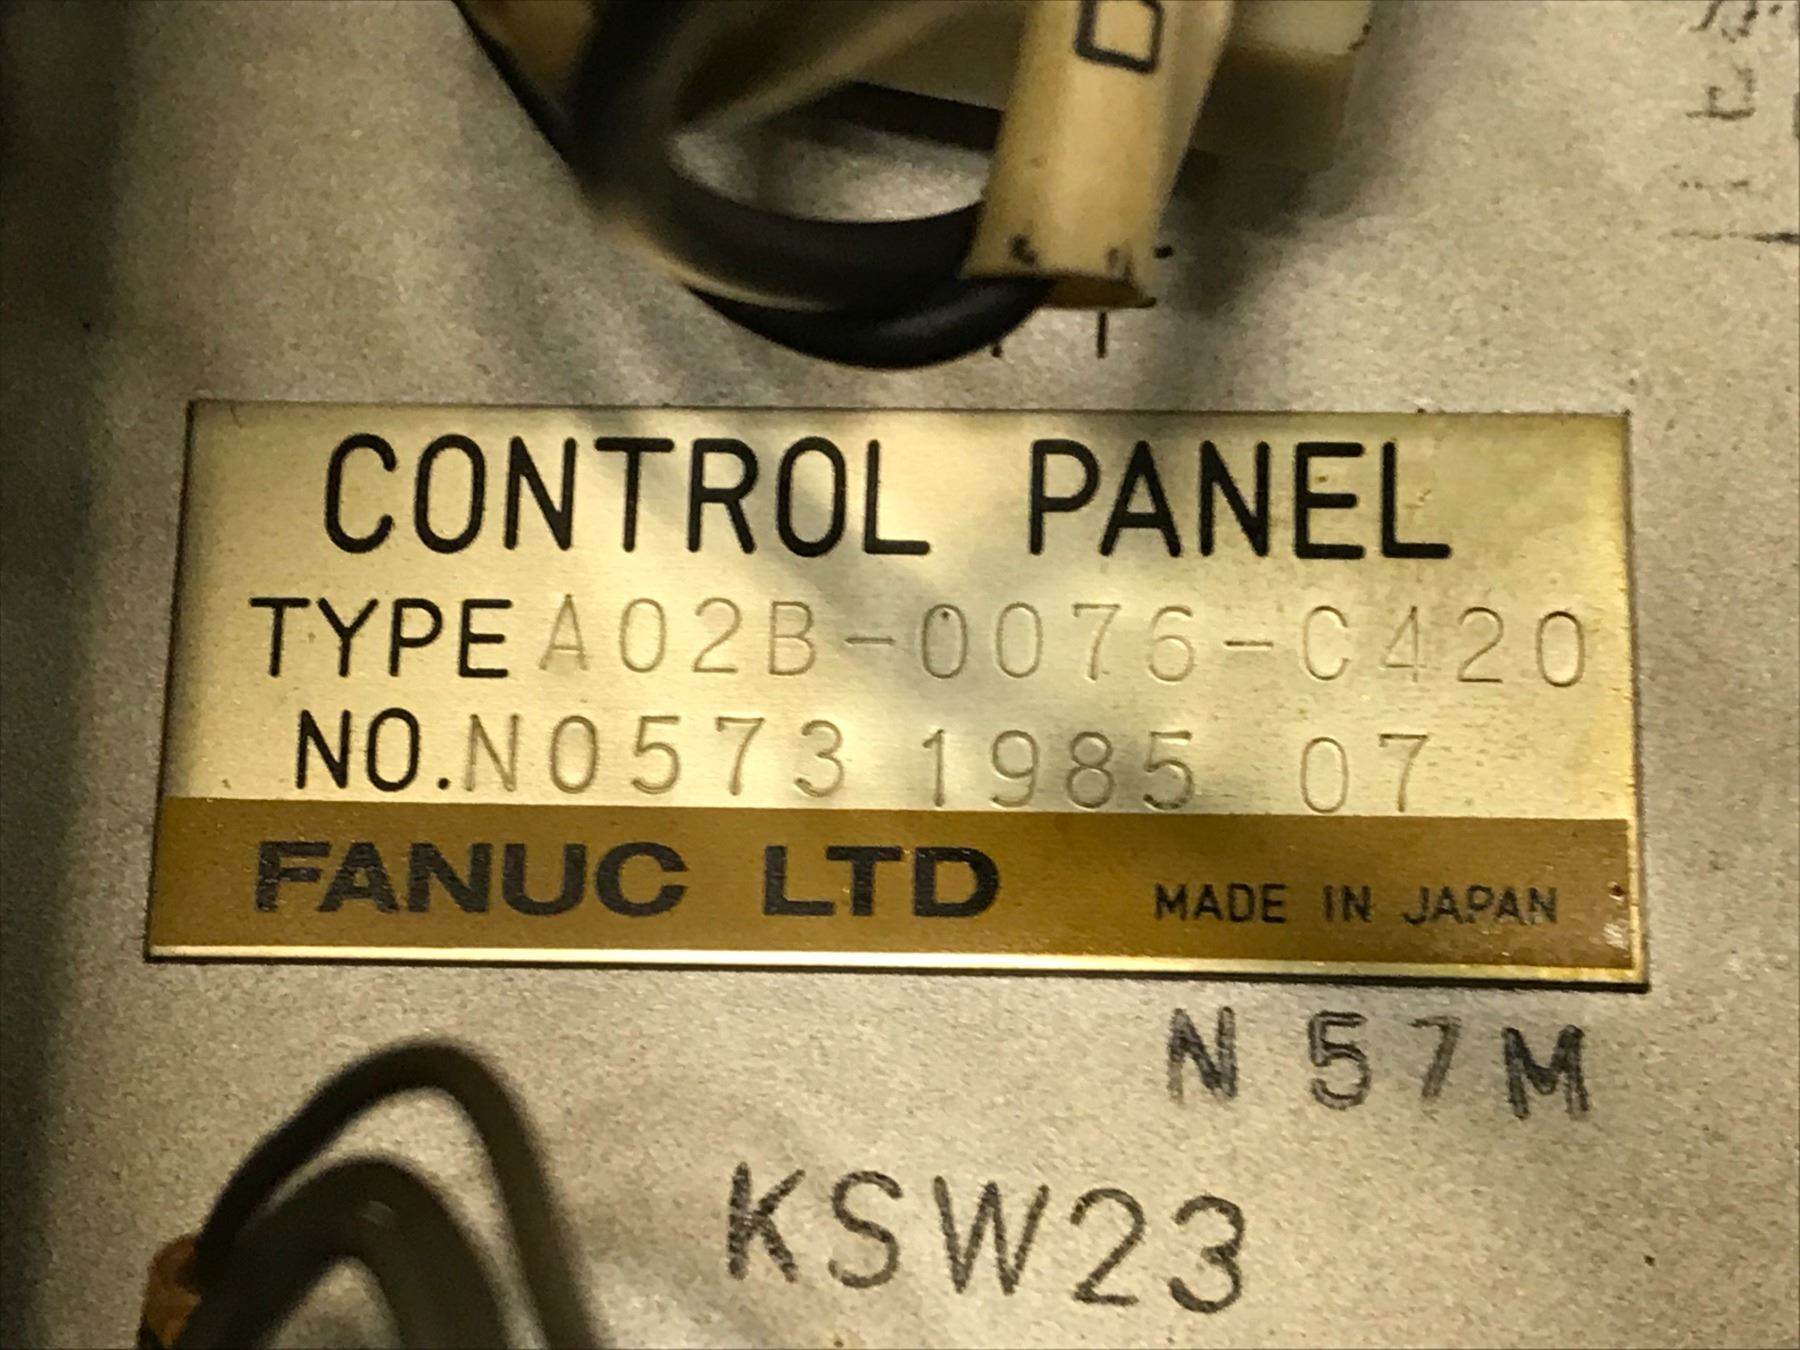 D
CONTROL PANEL
TYPE A02B-0076-C420
NO. N0573 1985 07
FANUC LTD MADE IN JAPAN
N 57M
KSW23